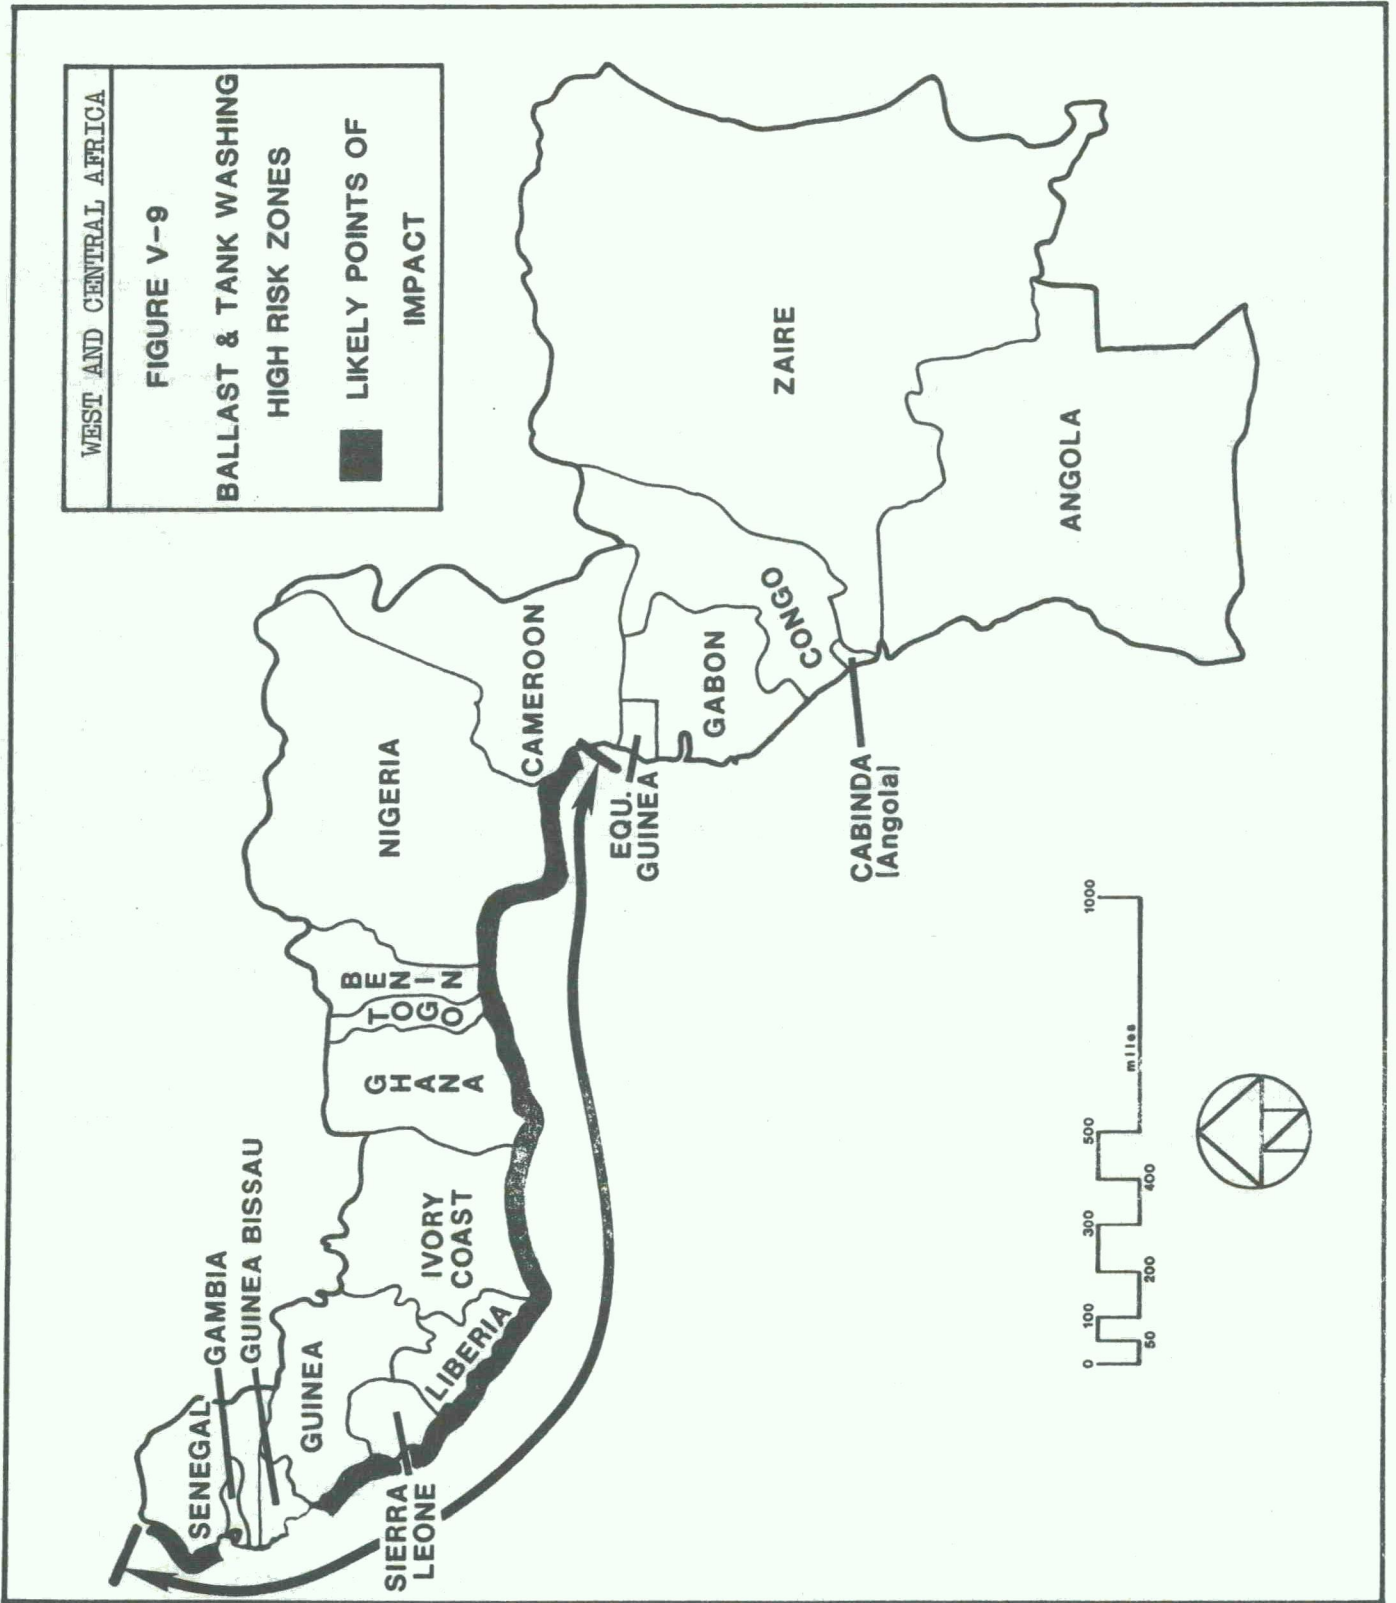 WEST AND CENTRAL AFRICA
FIGURE V-9
BALLAST & TANK WASHING
HIGH RISK ZONES
LIKELY POINTS OF
IMPACT
SENEGAL
GAMBIA
GUINEA BISSAU
GUINEA
SIERRA
LEONE
LIBERIA
IVORY
COAST
GHANA
TOGO
BENIN
NIGERIA
CAMEROON
EQU.
GUINEA
GABON
CONGO
CABINDA
(Angola)
ZAIRE
ANGOLA
0 100 300 500 1000
50 200 400 miles
N